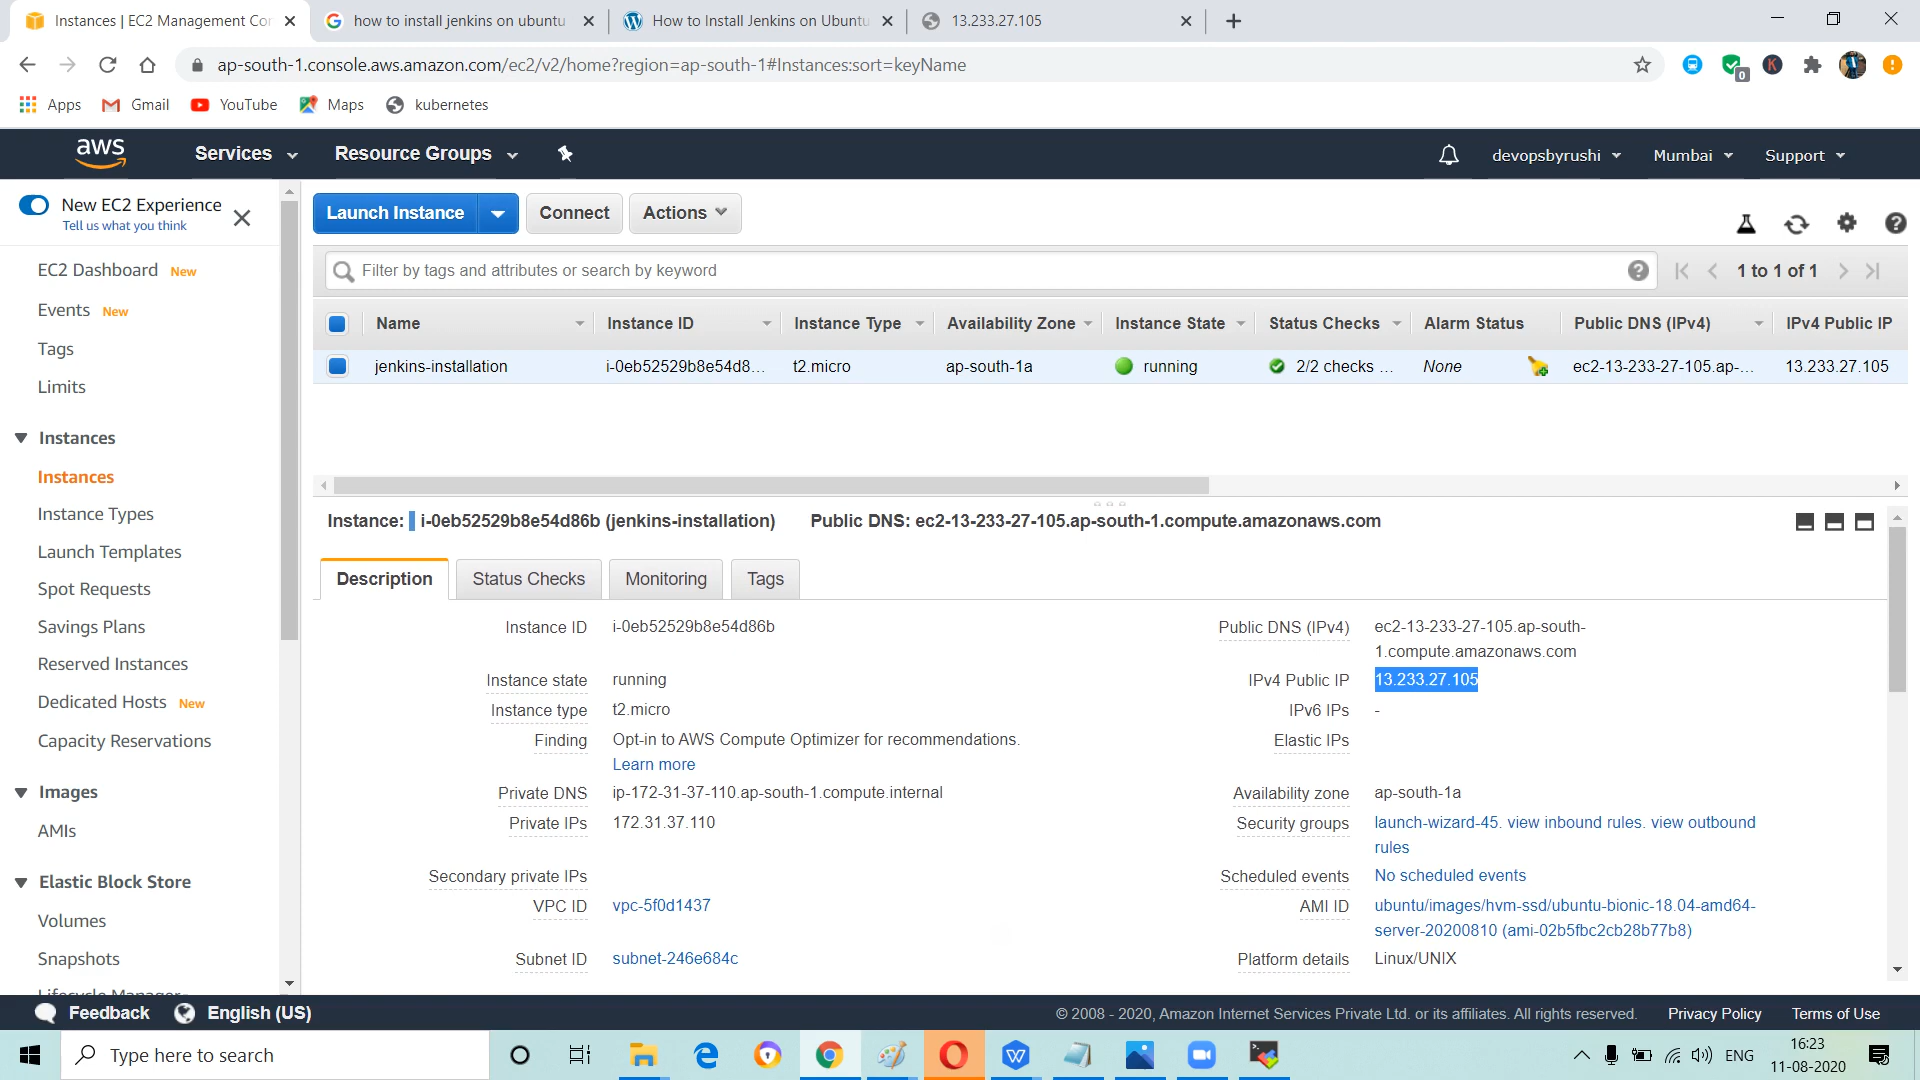 Instances | EC2 Management Con
how to install jenkins on ubuntu
How to Install Jenkins on Ubuntu
13.233.27.105
ap-south-1.console.aws.amazon.com/ec2/v2/home?region=ap-south-1#Instances:sort=keyName
0
K
Apps
Gmail
YouTube
Maps
kubernetes
aws
Services
Resource Groups
devopsbyrushi
Mumbai
Support
New EC2 Experience
Tell us what you think
Launch Instance
Connect
Actions
Filter by tags and attributes or search by keyword
1 to 1 of 1
EC2 Dashboard New
Events New
Tags
Limits
Instances
Instances
Instance Types
Launch Templates
Spot Requests
Savings Plans
Reserved Instances
Dedicated Hosts New
Capacity Reservations
Images
AMIs
Elastic Block Store
Volumes
Snapshots
Lifecycle Manager
Name Instance ID Instance Type Availability Zone Instance State Status Checks Alarm Status Public DNS (IPv4) IPv4 Public IP
jenkins-installation i-0eb52529b8e54d8... t2.micro ap-south-1a running 2/2 checks ... None ec2-13-233-27-105.ap-... 13.233.27.105
Instance: i-0eb52529b8e54d86b (jenkins-installation) Public DNS: ec2-13-233-27-105.ap-south-1.compute.amazonaws.com
Description
Status Checks
Monitoring
Tags
Instance ID i-0eb52529b8e54d86b
Instance state running
Instance type t2.micro
Finding Opt-in to AWS Compute Optimizer for recommendations.
Learn more
Private DNS ip-172-31-37-110.ap-south-1.compute.internal
Private IPs 172.31.37.110
Secondary private IPs
VPC ID vpc-5f0d1437
Subnet ID subnet-246e684c
Public DNS (IPv4) ec2-13-233-27-105.ap-south-
1.compute.amazonaws.com
IPv4 Public IP 13.233.27.105
IPv6 IPs -
Elastic IPs
Availability zone ap-south-1a
Security groups launch-wizard-45. view inbound rules. view outbound
rules
Scheduled events No scheduled events
AMI ID ubuntu/images/hvm-ssd/ubuntu-bionic-18.04-amd64-
server-20200810 (ami-02b5fbc2cb28b77b8)
Platform details Linux/UNIX
Feedback
English (US)
© 2008 - 2020, Amazon Internet Services Private Ltd. or its affiliates. All rights reserved.
Privacy Policy
Terms of Use
Type here to search
ENG
16:23
11-08-2020